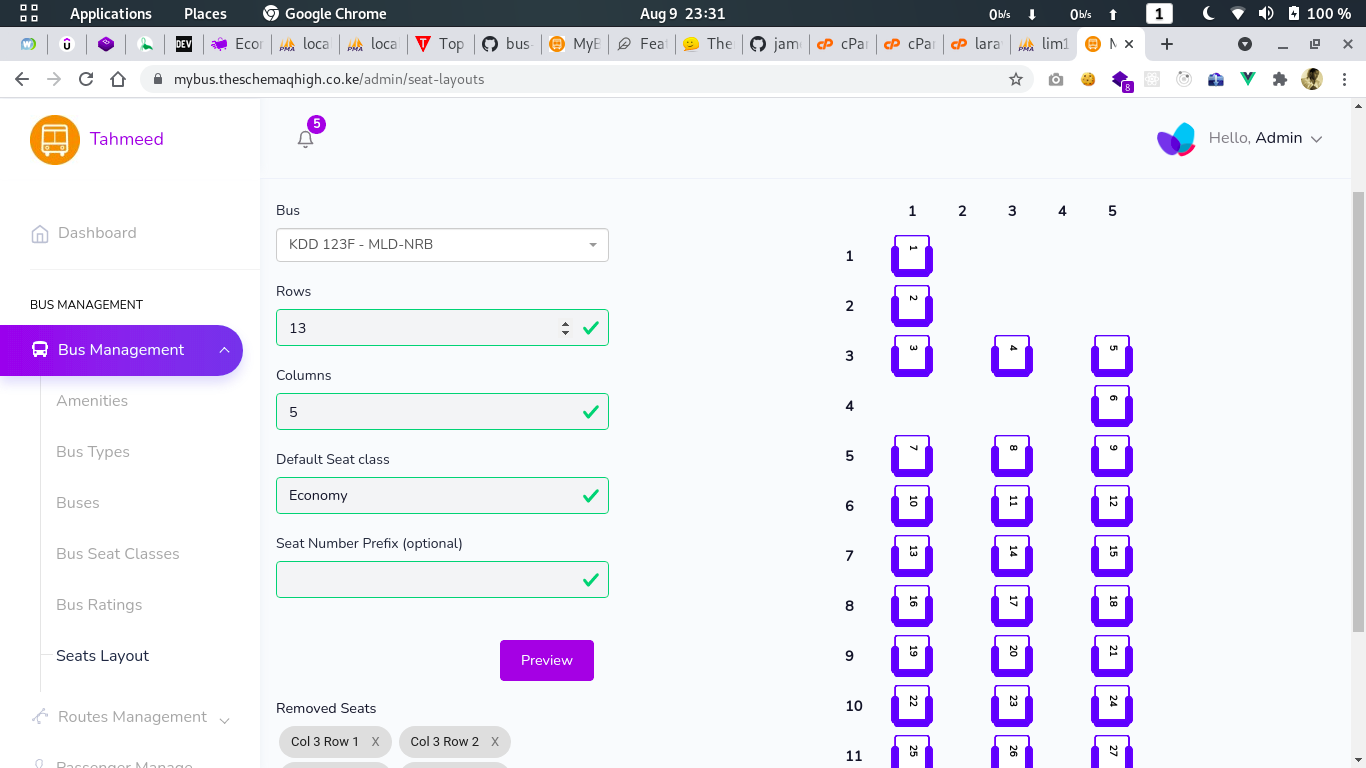 Applications Places Google Chrome Aug 9 23:31 0b/s 0b/s 1 100 %
DEV Ecor loca loca Top bus- MyB Feat The jame cPar cPar lara lim1
mybus.theschemaqhigh.co.ke/admin/seat-layouts 8
Tahmeed
5
Hello, Admin
Dashboard
BUS MANAGEMENT
Bus Management
Amenities
Bus Types
Buses
Bus Seat Classes
Bus Ratings
Seats Layout
Routes Management
Passenger Manage
Bus
KDD 123F - MLD-NRB
Rows
13
Columns
5
Default Seat class
Economy
Seat Number Prefix (optional)
Preview
Removed Seats
Col 3 Row 1 X Col 3 Row 2 X
1 2 3 4 5
1 1
2 2
3 3 4 5
4 6
5 7 8 9
6 10 11 12
7 13 14 15
8 16 17 18
9 19 20 21
10 22 23 24
11 25 26 27